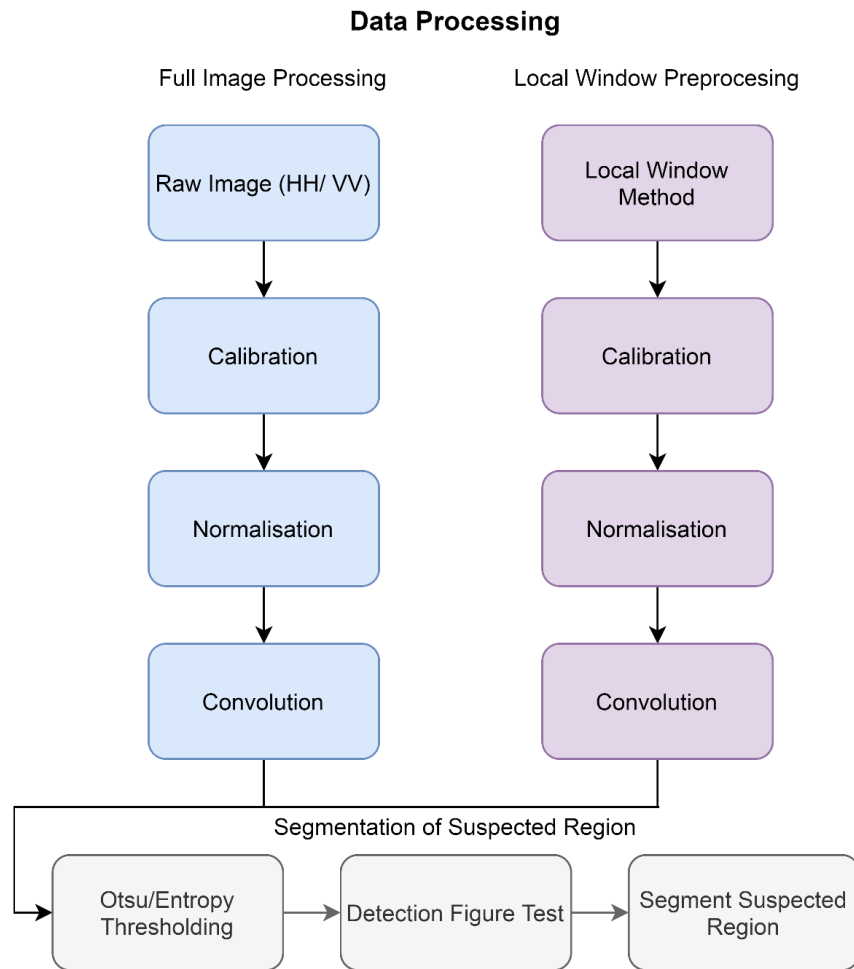 Data Processing
Full Image Processing
Local Window Preprocesing
Raw Image (HH/ VV)
Calibration
Normalisation
Convolution
Local Window
Method
Calibration
Normalisation
Convolution
Segmentation of Suspected Region
Otsu/Entropy
Thresholding
Detection Figure Test
Segment Suspected
Region